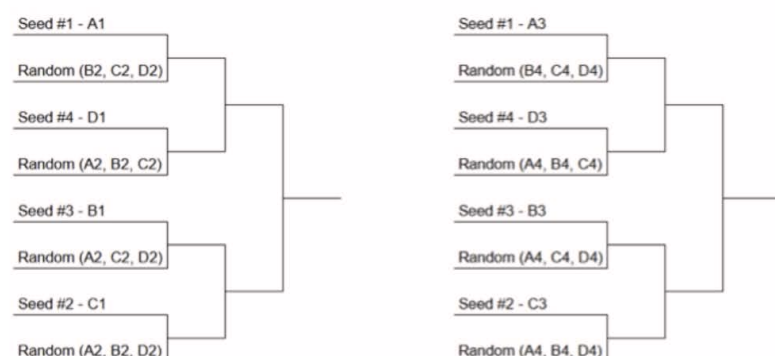 Seed #1 - A1
Random (B2, C2, D2)
Seed #4 - D1
Random (A2, B2, C2)
Seed #3 - B1
Random (A2, C2, D2)
Seed #2 - C1
Random (A2, B2, D2)
Seed #1 - A3
Random (B4, C4, D4)
Seed #4 - D3
Random (A4, B4, C4)
Seed #3 - B3
Random (A4, C4, D4)
Seed #2 - C3
Random (A4, B4, D4)